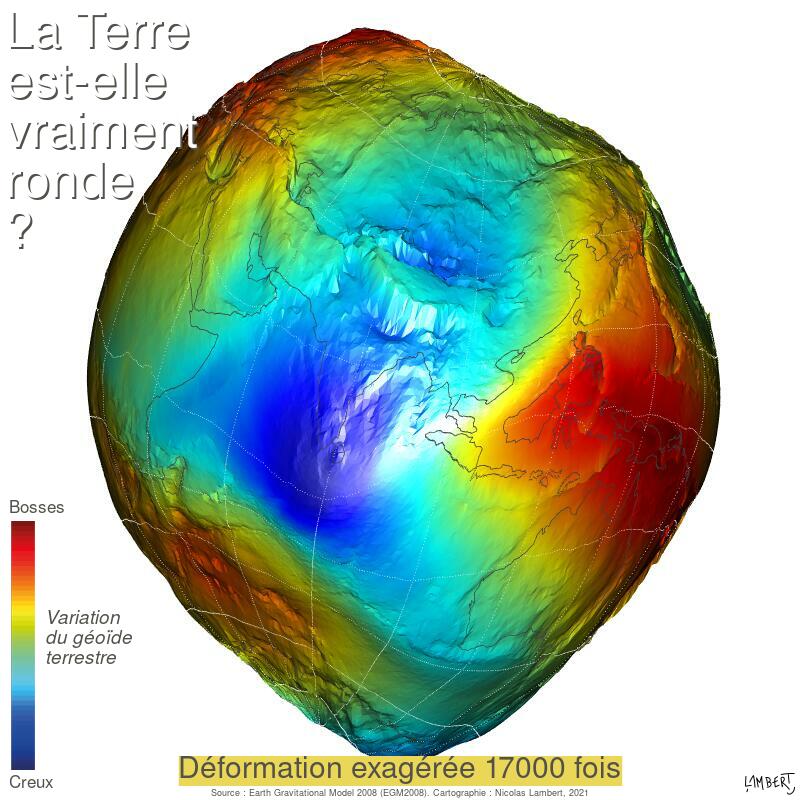 La Terre
est-elle
vraiment
ronde
?
Bosses
Variation
du géoïde
terrestre
Creux
Déformation exagérée 17000 fois
Source : Earth Gravitational Model 2008 (EGM2008). Cartographie : Nicolas Lambert, 2021
LAMBERT